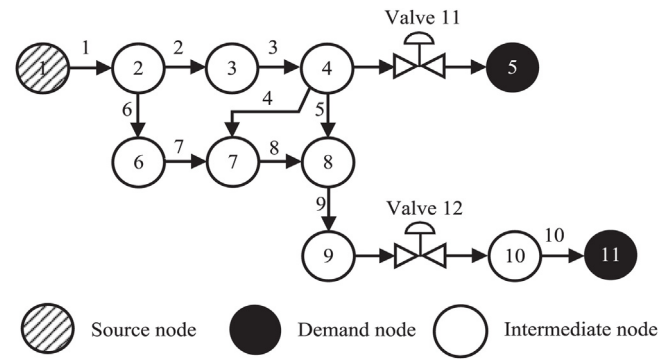 Valve 11
1 2 3
1 2 3 4 5
6 4 5
7 8
6 7 8
9 Valve 12
10
9 10 11
Source node Demand node Intermediate node